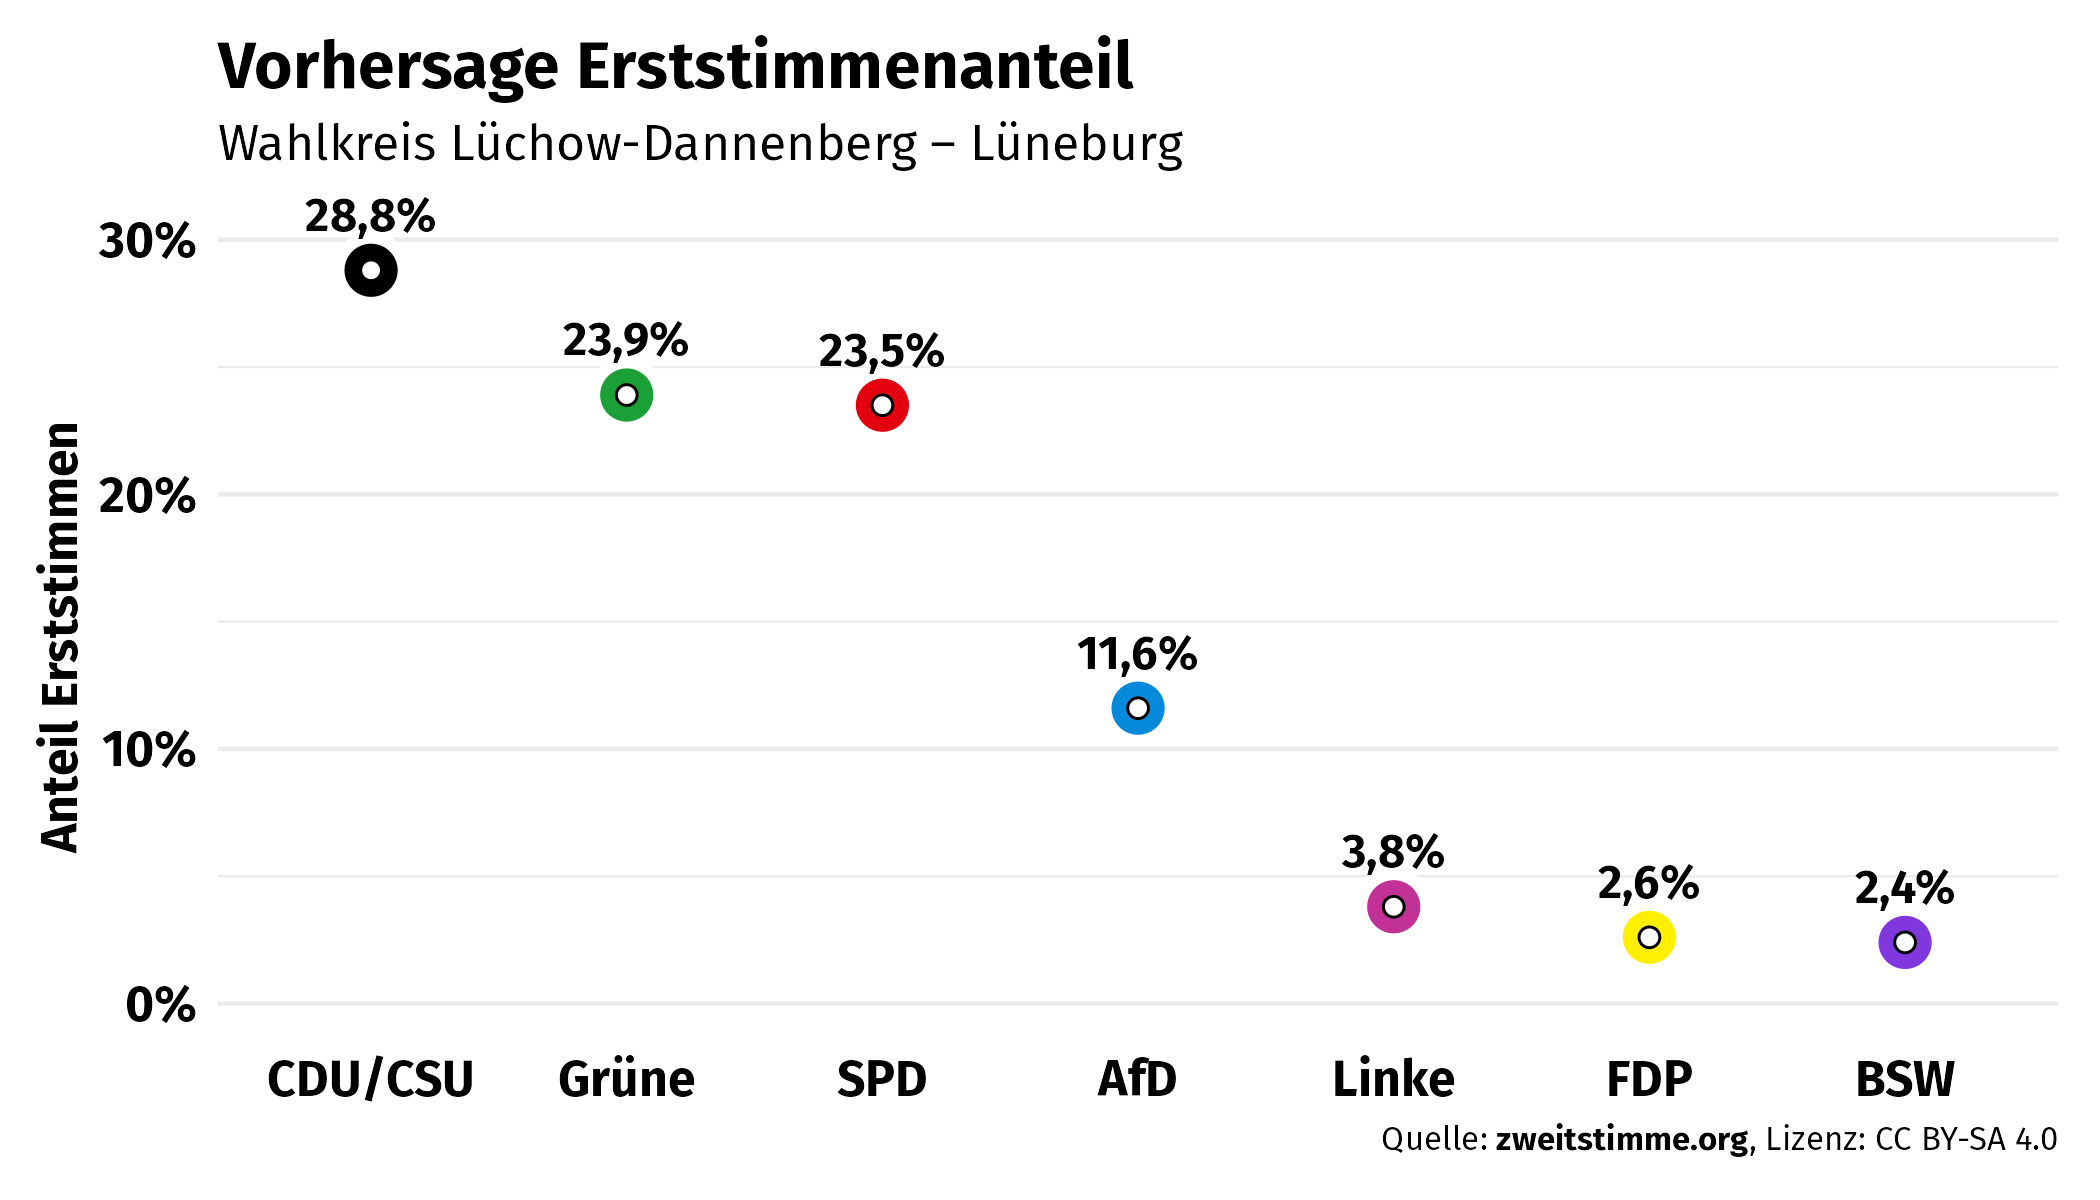 Vorhersage Erststimmenanteil
Wahlkreis Lüchow-Dannenberg – Lüneburg
Anteil Erststimmen
30%
20%
10%
0%
28,8%
23,9%
23,5%
11,6%
3,8%
2,6%
2,4%
CDU/CSU Grüne SPD AfD Linke FDP BSW
Quelle: zweitstimme.org, Lizenz: CC BY-SA 4.0